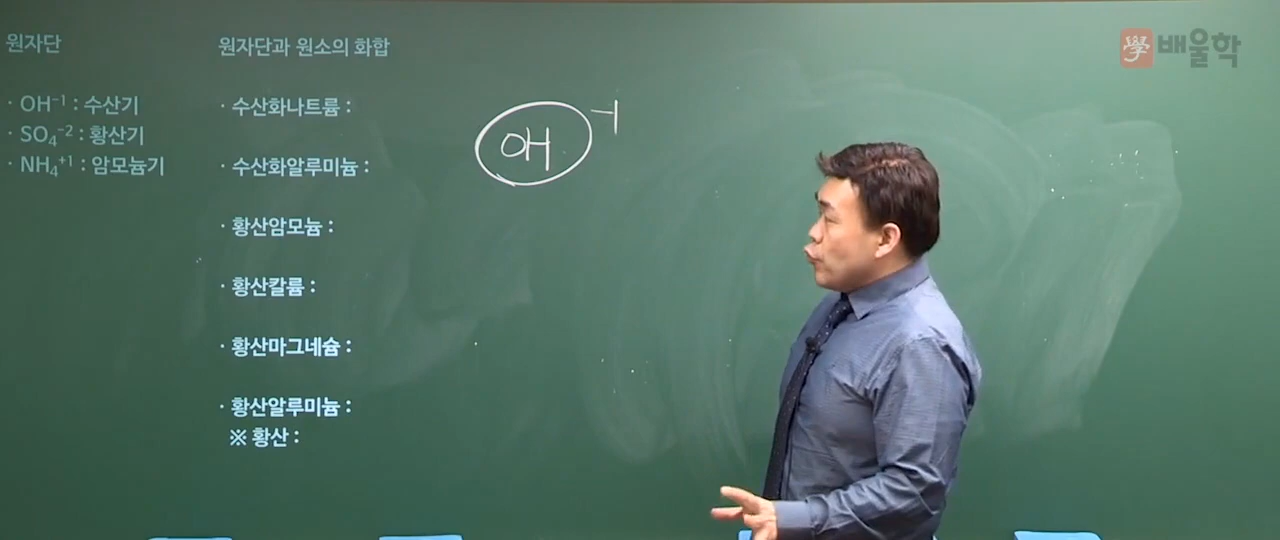 원자단
· OH⁻¹ : 수산기
· SO₄⁻² : 황산기
· NH₄⁺¹ : 암모늄기
원자단과 원소의 화합
· 수산화나트륨 :
· 수산화알루미늄 :
· 황산암모늄 :
· 황산칼륨 :
· 황산마그네슘 :
· 황산알루미늄 :
※ 황산 :
OH⁻¹
學 배울학